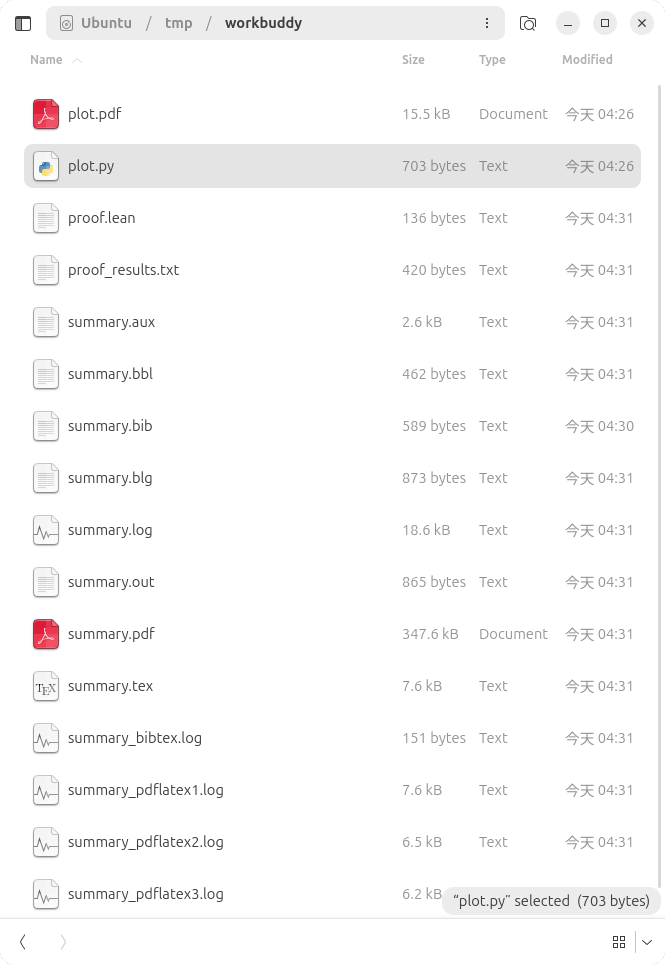 Ubuntu / tmp / workbuddy
Name Size Type Modified
plot.pdf 15.5 kB Document 今天 04:26
plot.py 703 bytes Text 今天 04:26
proof.lean 136 bytes Text 今天 04:31
proof_results.txt 420 bytes Text 今天 04:31
summary.aux 2.6 kB Text 今天 04:31
summary.bbl 462 bytes Text 今天 04:31
summary.bib 589 bytes Text 今天 04:30
summary.blg 873 bytes Text 今天 04:31
summary.log 18.6 kB Text 今天 04:31
summary.out 865 bytes Text 今天 04:31
summary.pdf 347.6 kB Document 今天 04:31
TEX summary.tex 7.6 kB Text 今天 04:31
summary_bibtex.log 151 bytes Text 今天 04:31
summary_pdflatex1.log 7.6 kB Text 今天 04:31
summary_pdflatex2.log 6.5 kB Text 今天 04:31
summary_pdflatex3.log 6.2 kB
“plot.py” selected (703 bytes)